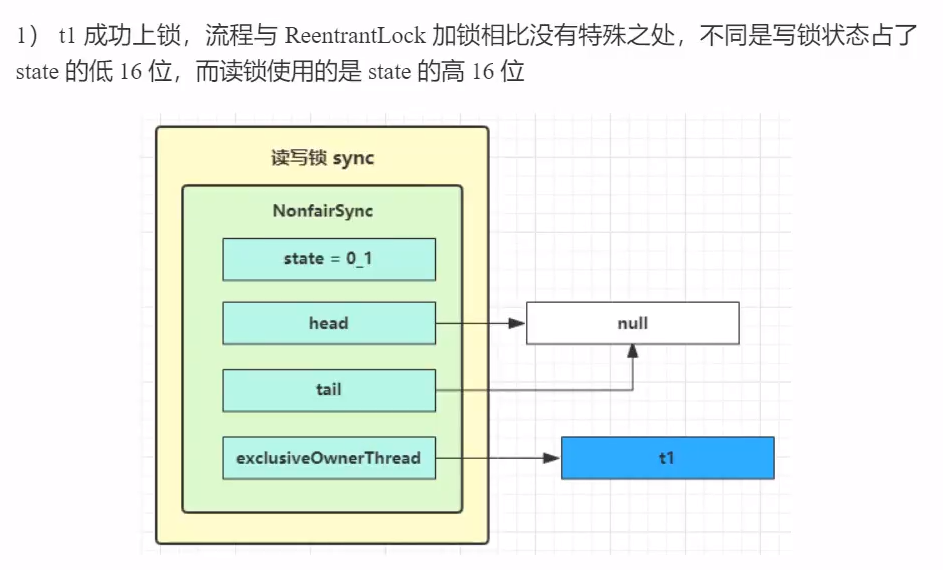 1） t1 成功上锁，流程与 ReentrantLock 加锁相比没有特殊之处，不同是写锁状态占了
state 的低 16 位，而读锁使用的是 state 的高 16 位
读写锁 sync
NonfairSync
state = 0_1
head
null
tail
exclusiveOwnerThread
t1